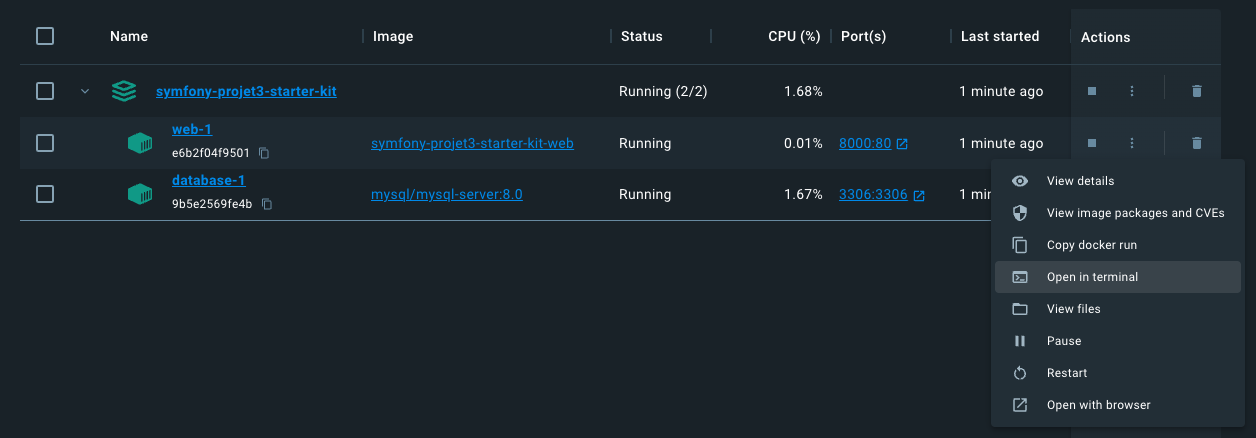 Name Image Status CPU (%) Port(s) Last started Actions
symfony-projet3-starter-kit Running (2/2) 1.68% 1 minute ago
web-1
e6b2f04f9501 symfony-projet3-starter-kit-web Running 0.01% 8000:80 1 minute ago
database-1
9b5e2569fe4b mysql/mysql-server:8.0 Running 1.67% 3306:3306 1 min
View details
View image packages and CVEs
Copy docker run
Open in terminal
View files
Pause
Restart
Open with browser